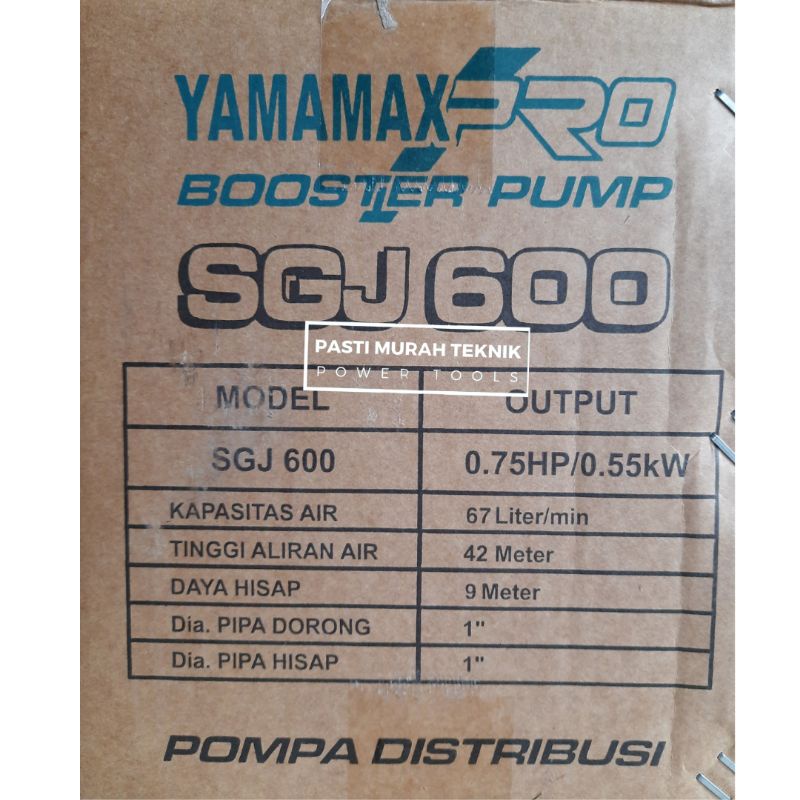 YAMAMAX PRO
BOOSTER PUMP
SGJ 600
PASTI MURAH TEKNIK
POWER TOOLS
MODEL OUTPUT
SGJ 600 0.75HP/0.55kW
KAPASITAS AIR 67 Liter/min
TINGGI ALIRAN AIR 42 Meter
DAYA HISAP 9 Meter
Dia. PIPA DORONG 1"
Dia. PIPA HISAP 1"
POMPA DISTRIBUSI